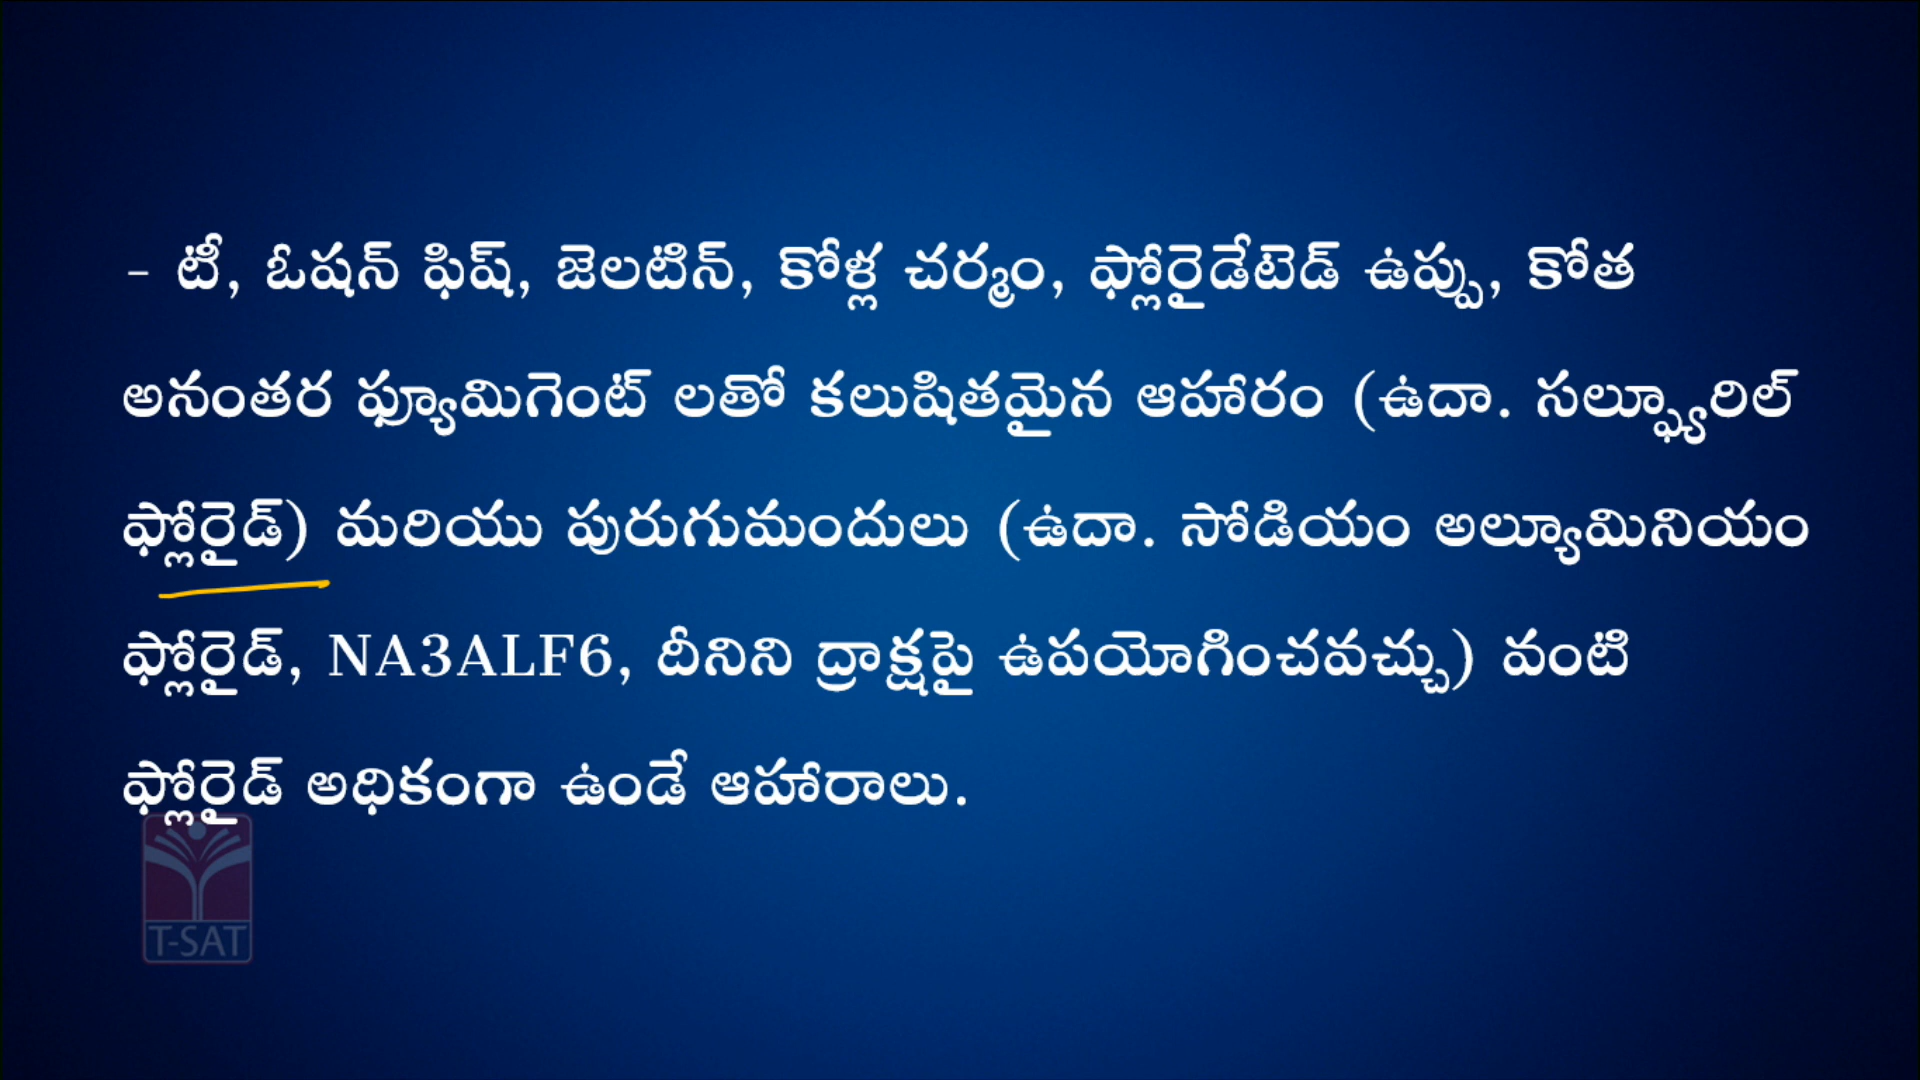 - టీ, ఓషన్ ఫిష్, జెలటిన్, కోళ్ల చర్మం, ఫ్లోరైడేటెడ్ ఉప్పు, కోత
అనంతర ఫ్యూమిగెంట్ లతో కలుషితమైన ఆహారం (ఉదా. సల్ఫ్యూరిల్
ఫ్లోరైడ్) మరియు పురుగుమందులు (ఉదా. సోడియం అల్యూమినియం
ఫ్లోరైడ్, NA3ALF6, దీనిని ద్రాక్షపై ఉపయోగించవచ్చు) వంటి
ఫ్లోరైడ్ అధికంగా ఉండే ఆహారాలు.
T-SAT